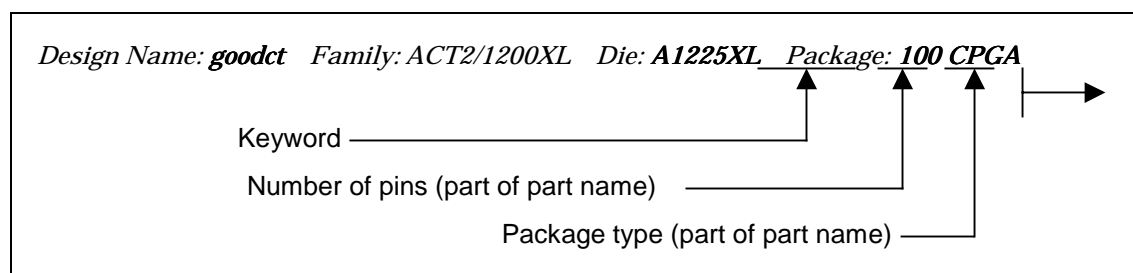 Design Name: goodct Family: ACT2/1200XL Die: A1225XL Package: 100 CPGA
Keyword
Number of pins (part of part name)
Package type (part of part name)